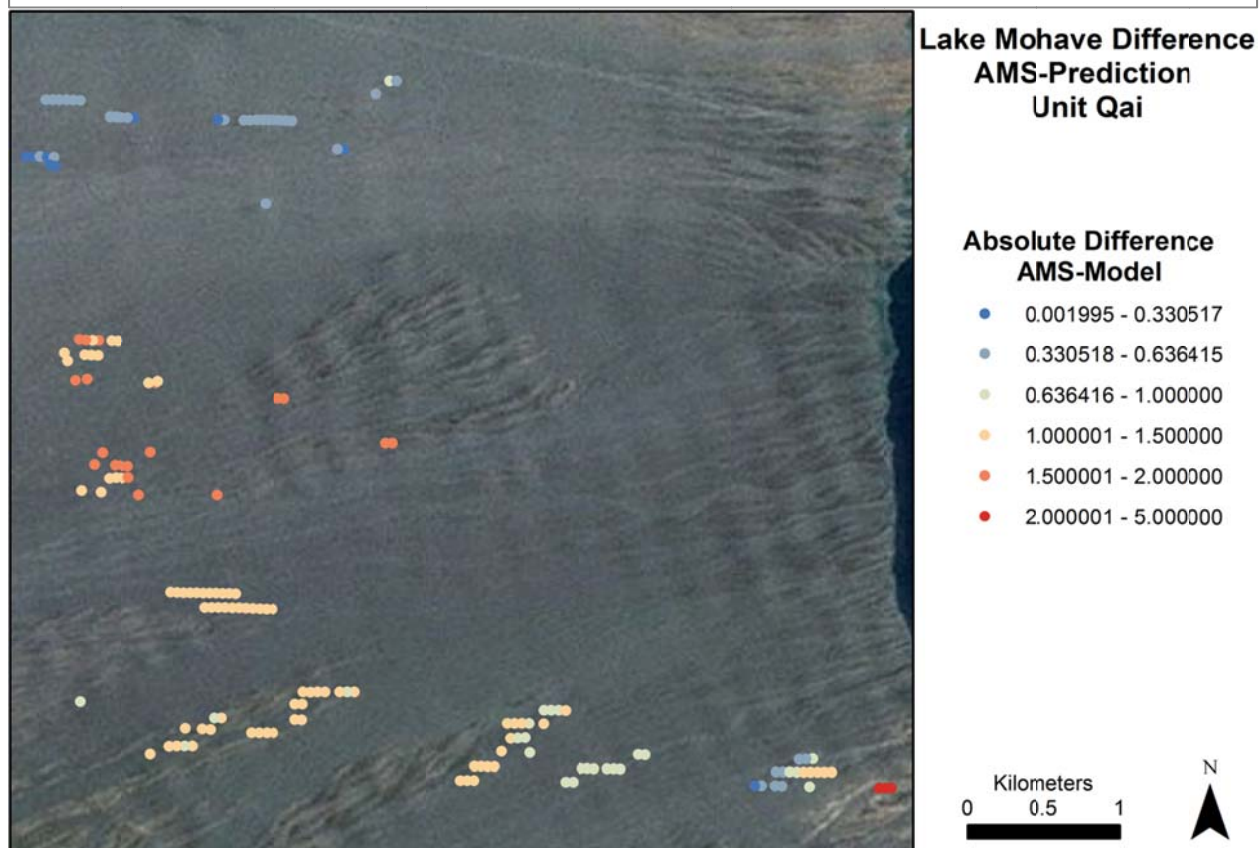 Lake Mohave Difference
AMS-Prediction
Unit Qai
Absolute Difference
AMS-Model
0.001995 - 0.330517
0.330518 - 0.636415
0.636416 - 1.000000
1.000001 - 1.500000
1.500001 - 2.000000
2.000001 - 5.000000
Kilometers
0 0.5 1
N